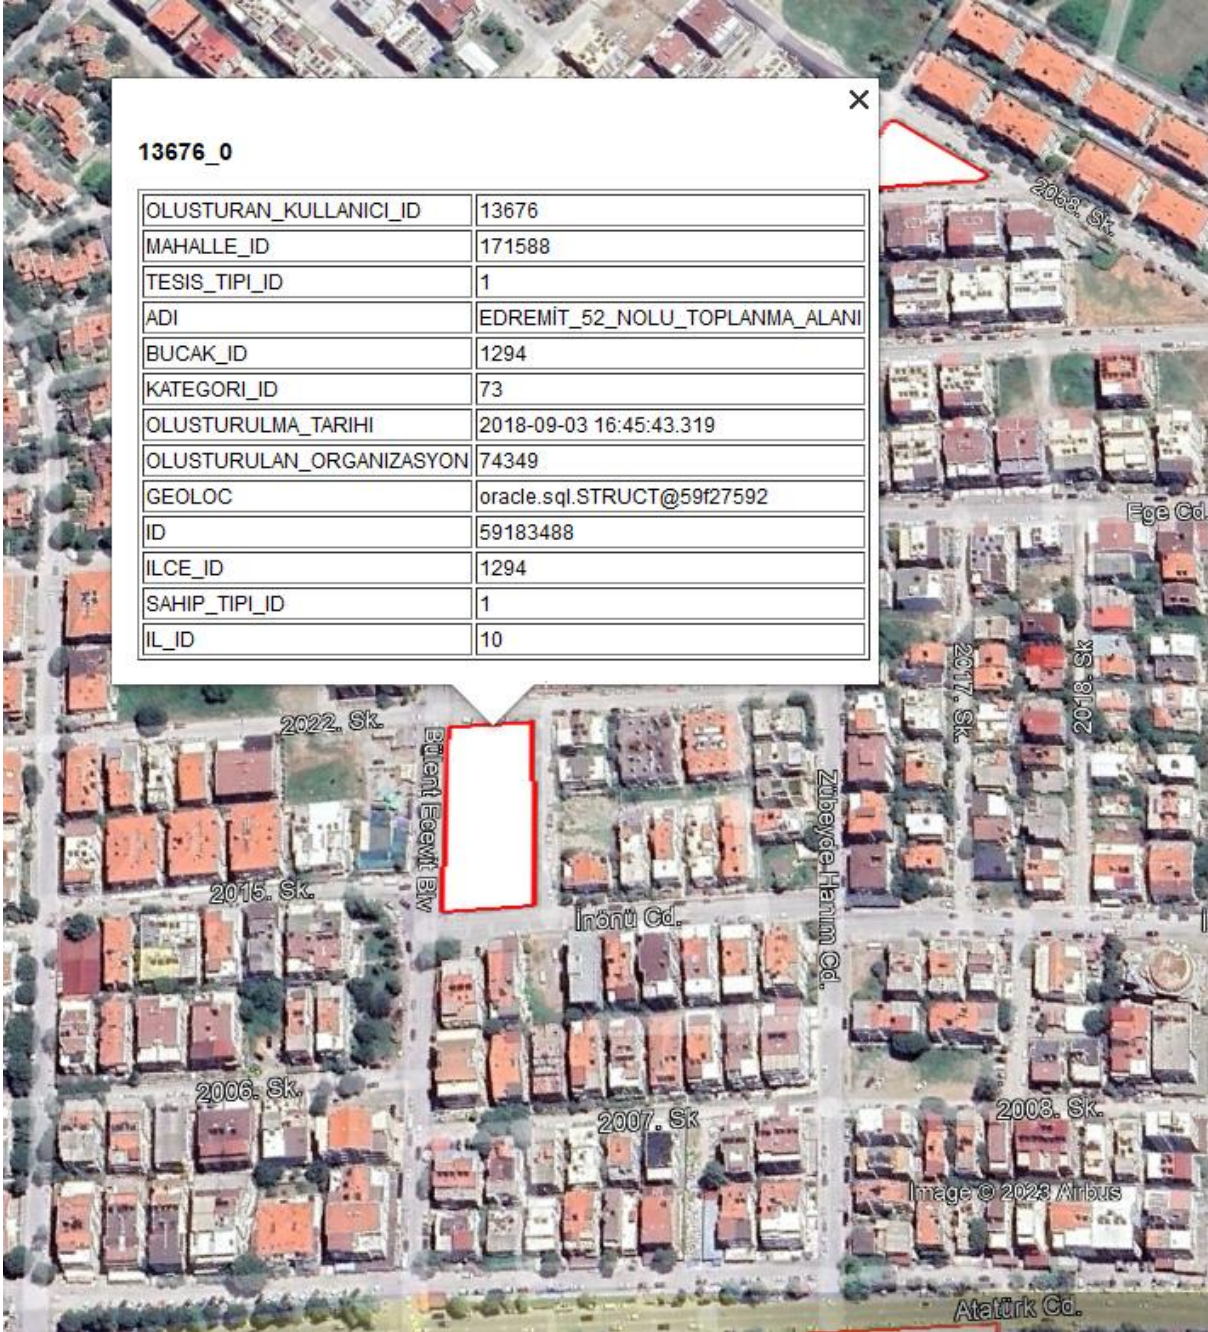 13676_0
OLUSTURAN_KULLANICI_ID 13676
MAHALLE_ID 171588
TESIS_TIPI_ID 1
ADI EDREMİT_52_NOLU_TOPLANMA_ALANI
BUCAK_ID 1294
KATEGORI_ID 73
OLUSTURULMA_TARIHI 2018-09-03 16:45:43.319
OLUSTURULAN_ORGANIZASYON 74349
GEOLOC oracle.sql.STRUCT@59f27592
ID 59183488
ILCE_ID 1294
SAHIP_TIPI_ID 1
IL_ID 10
2058. Sk.
Ege Cd.
2017. Sk.
2018. Sk
2022. Sk.
Bülent Ecevit Blv
Zübeyde Hanım Cd.
2015. Sk.
İnönü Cd.
2006. Sk.
2007. Sk
2008. Sk.
Image © 2023 Airbus
Atatürk Cd.